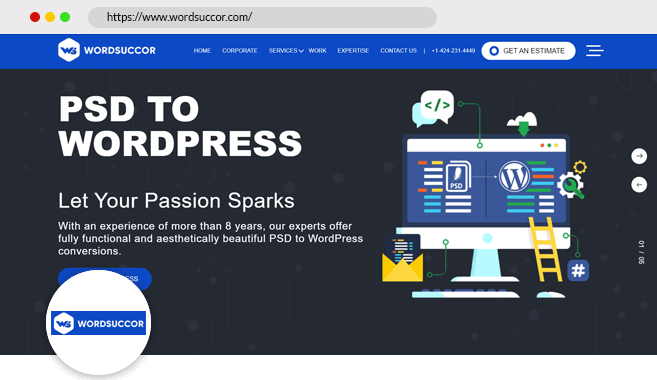 https://www.wordsuccor.com/
WS WORDSUCCOR
HOME CORPORATE SERVICES WORK EXPERTISE CONTACT US | +1-424-231-4449 GET AN ESTIMATE
PSD TO
WORDPRESS
</>
PSD
W
Let Your Passion Sparks
With an experience of more than 8 years, our experts offer
fully functional and aesthetically beautiful PSD to WordPress
conversions.
#
01 / 05
WS WORDSUCCOR